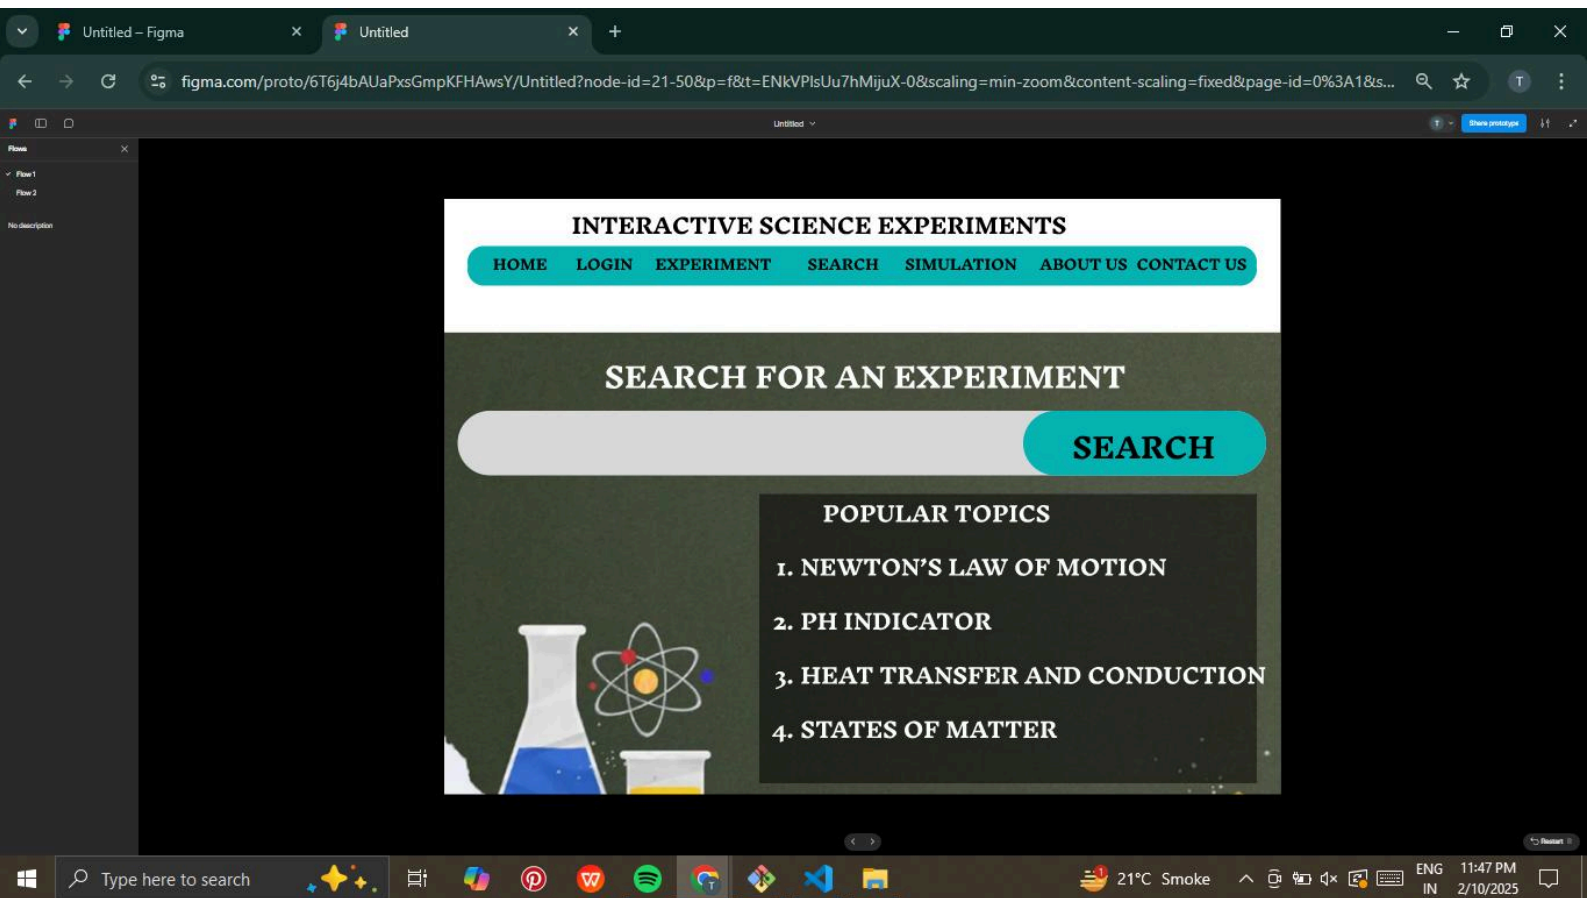 Untitled – Figma
Untitled
figma.com/proto/6T6j4bAUaPxsGmpKFHAwsY/Untitled?node-id=21-50&p=f&t=ENkVPlsUu7hMijuX-0&scaling=min-zoom&content-scaling=fixed&page-id=0%3A1&s...
T
Untitled
T
Share prototype
Flows
Flow 1
Flow 2
No description
INTERACTIVE SCIENCE EXPERIMENTS
HOME LOGIN EXPERIMENT SEARCH SIMULATION ABOUT US CONTACT US
SEARCH FOR AN EXPERIMENT
SEARCH
POPULAR TOPICS
1. NEWTON'S LAW OF MOTION
2. PH INDICATOR
3. HEAT TRANSFER AND CONDUCTION
4. STATES OF MATTER
Restart R
Type here to search
1
21°C Smoke
ENG
IN
11:47 PM
2/10/2025